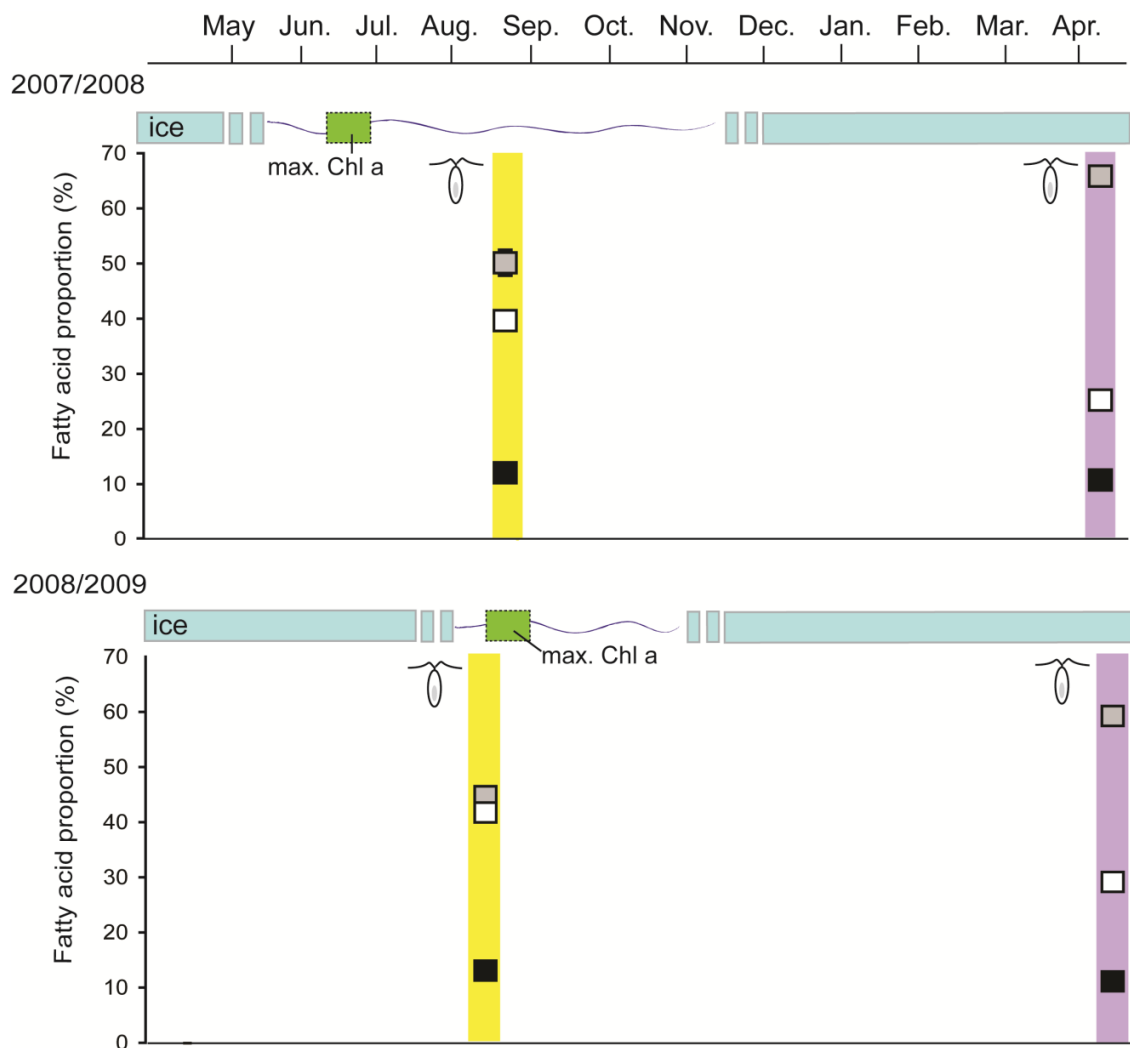 May Jun. Jul. Aug. Sep. Oct. Nov. Dec. Jan. Feb. Mar. Apr.
2007/2008
ice
max. Chl a
Fatty acid proportion (%)
70
60
50
40
30
20
10
0
2008/2009
ice
max. Chl a
Fatty acid proportion (%)
70
60
50
40
30
20
10
0